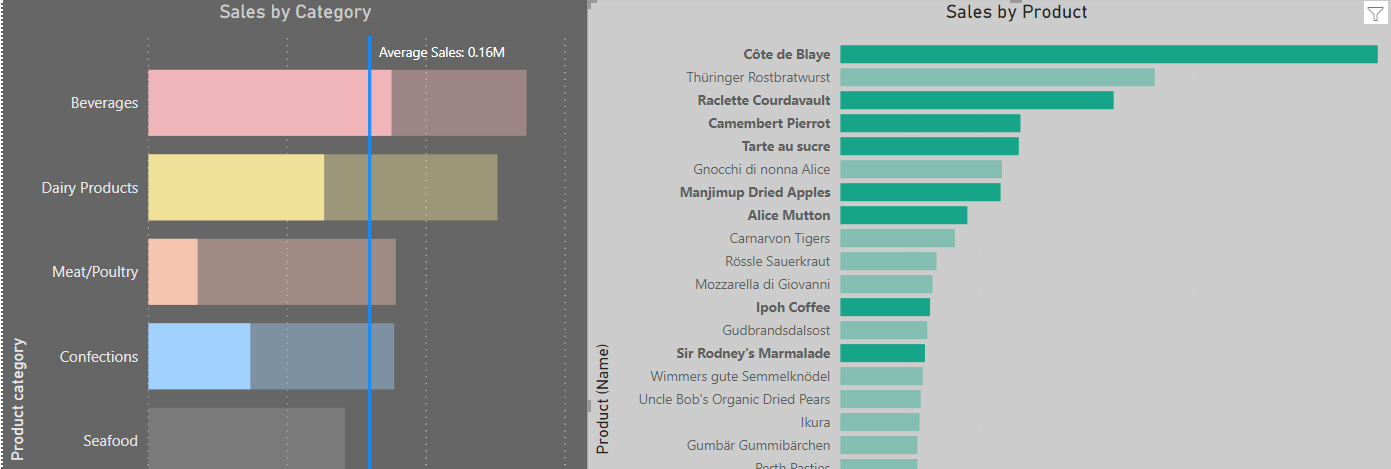 Sales by Category
Average Sales: 0.16M
Beverages
Dairy Products
Meat/Poultry
Confections
Seafood
Product category
Sales by Product
Côte de Blaye
Thüringer Rostbratwurst
Raclette Courdavault
Camembert Pierrot
Tarte au sucre
Gnocchi di nonna Alice
Manjimup Dried Apples
Alice Mutton
Carnarvon Tigers
Rössle Sauerkraut
Mozzarella di Giovanni
Ipoh Coffee
Gudbrandsdalsost
Sir Rodney's Marmalade
Wimmers gute Semmelknödel
Uncle Bob's Organic Dried Pears
Ikura
Gumbär Gummibärchen
Perth Pasties
Product (Name)